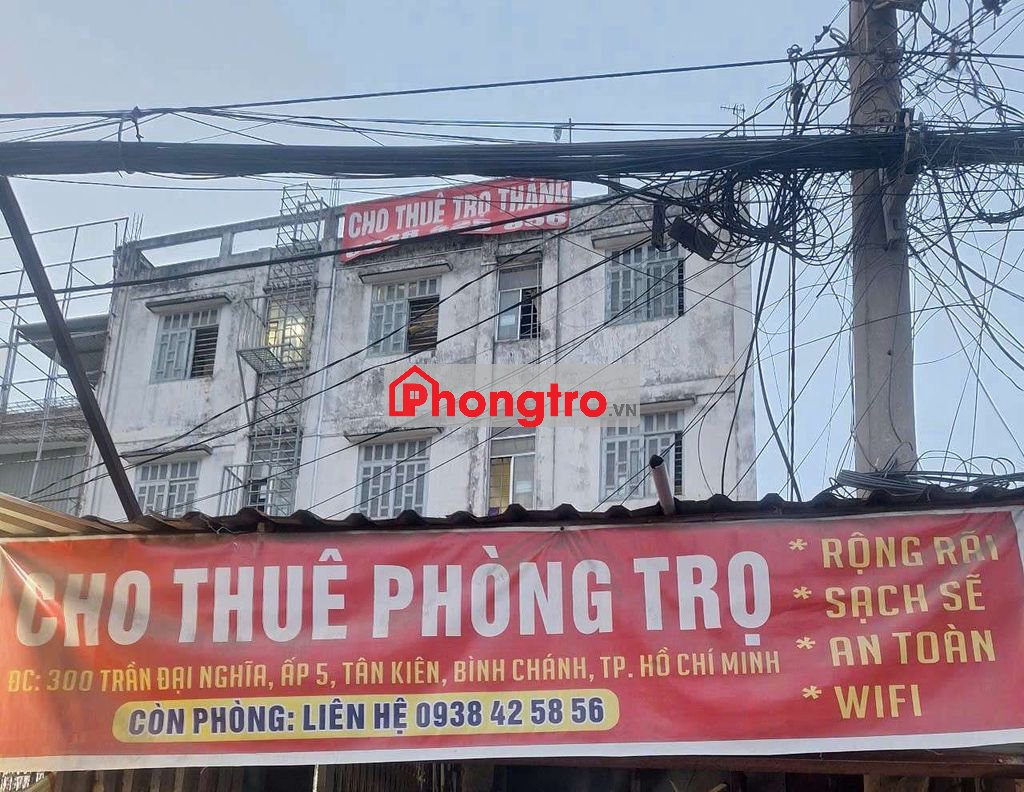 CHO THUÊ TRỌ THÁNG
Phongtro.VN
CHO THUÊ PHÒNG TRỌ
ĐC: 300 TRẦN ĐẠI NGHĨA, ẤP 5, TÂN KIÊN, BÌNH CHÁNH, TP. HỒ CHÍ MINH
CÒN PHÒNG: LIÊN HỆ 0938 42 58 56
* RỘNG RÃI
* SẠCH SẼ
* AN TOÀN
* WIFI